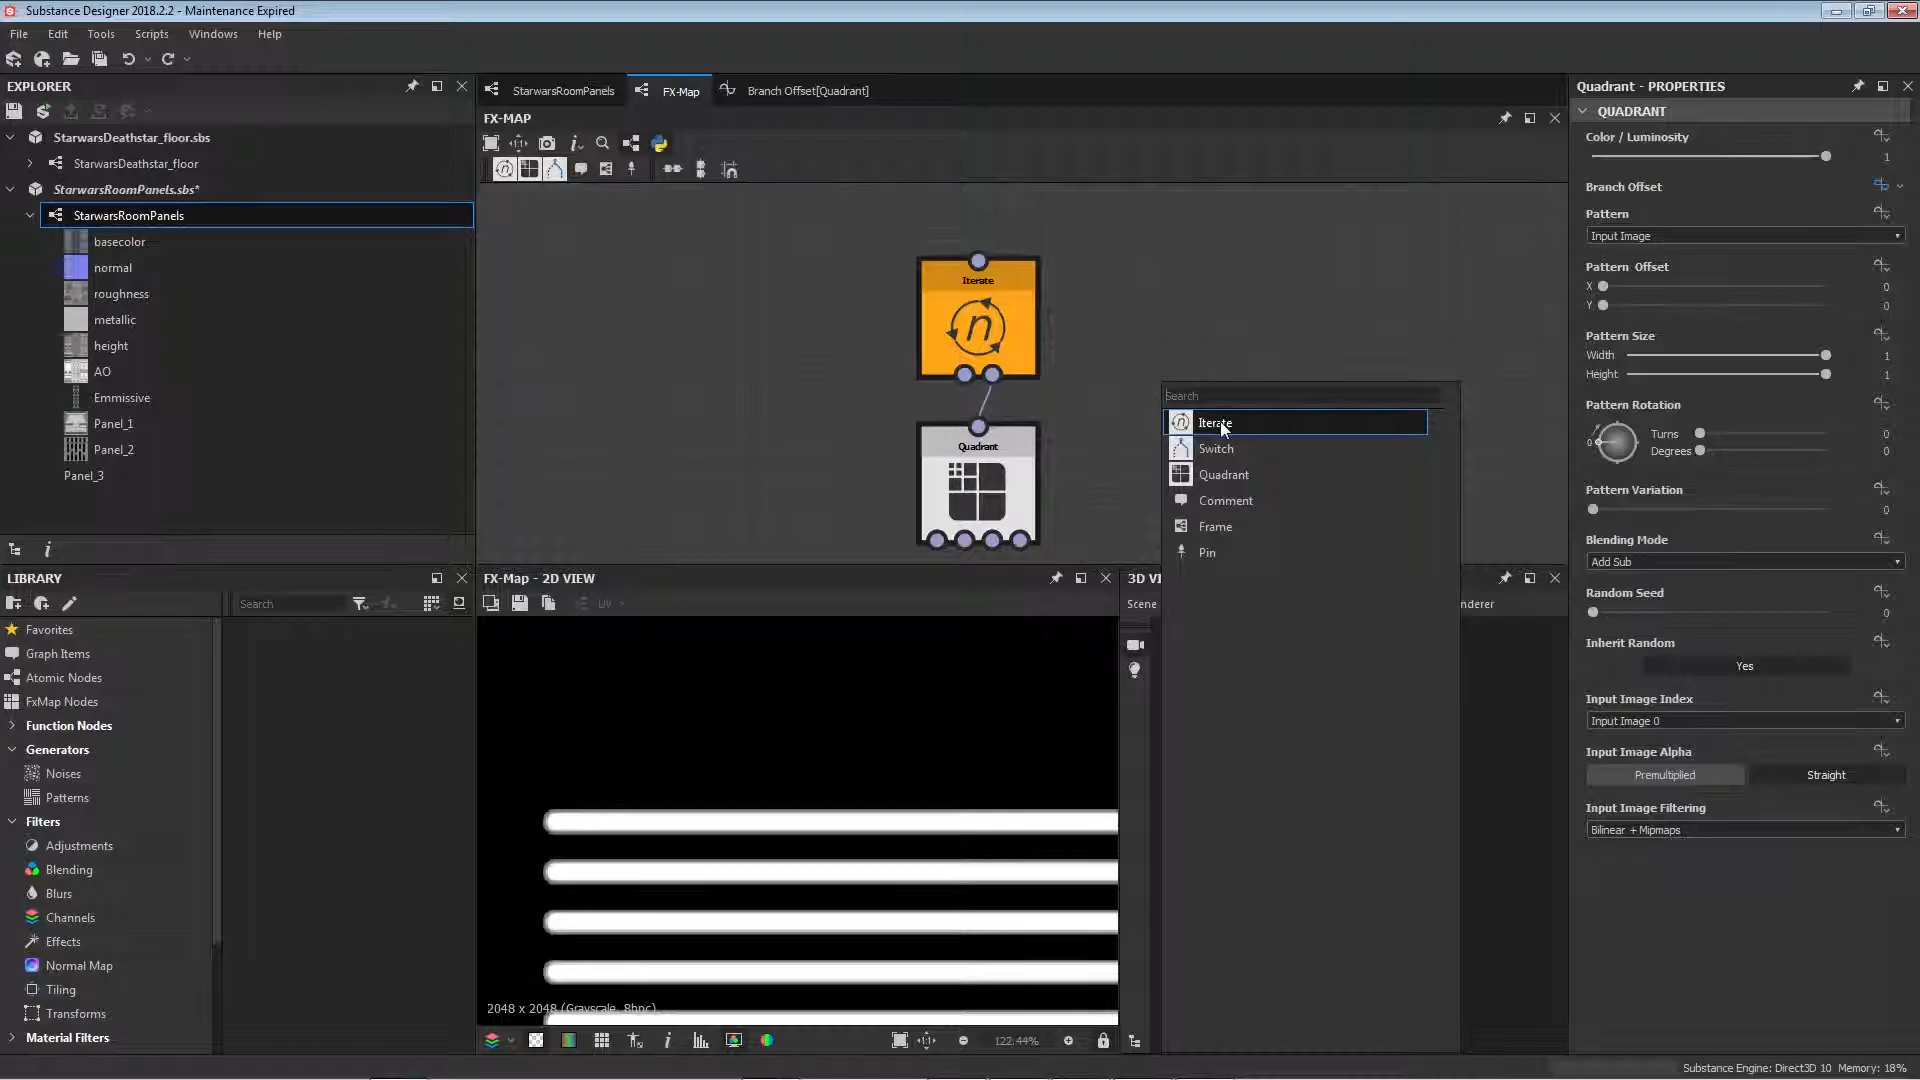 Substance Designer 2018.2.2 - Maintenance Expired
File Edit Tools Scripts Windows Help
EXPLORER
StarwarsDeathstar_floor.sbs
StarwarsDeathstar_floor
StarwarsRoomPanels.sbs*
StarwarsRoomPanels
basecolor
normal
roughness
metallic
height
AO
Emmissive
Panel_1
Panel_2
Panel_3
LIBRARY
Search
Favorites
Graph Items
Atomic Nodes
FxMap Nodes
Function Nodes
Generators
Noises
Patterns
Filters
Adjustments
Blending
Blurs
Channels
Effects
Normal Map
Tiling
Transforms
Material Filters
StarwarsRoomPanels FX-Map Branch Offset[Quadrant]
FX-MAP
Iterate
n
Quadrant
Search
Iterate
Switch
Quadrant
Comment
Frame
Pin
FX-Map - 2D VIEW
UV
2048 x 2048 (Grayscale, 8bpc)
122.44%
3D VI
Scene
nderer
Quadrant - PROPERTIES
QUADRANT
Color / Luminosity
1
Branch Offset
Pattern
Input Image
Pattern Offset
X 0
Y 0
Pattern Size
Width 1
Height 1
Pattern Rotation
0 Turns 0
Degrees 0
Pattern Variation
0
Blending Mode
Add Sub
Random Seed
0
Inherit Random
Yes
Input Image Index
Input Image 0
Input Image Alpha
Premultiplied Straight
Input Image Filtering
Bilinear + Mipmaps
Substance Engine: Direct3D 10 Memory: 18%